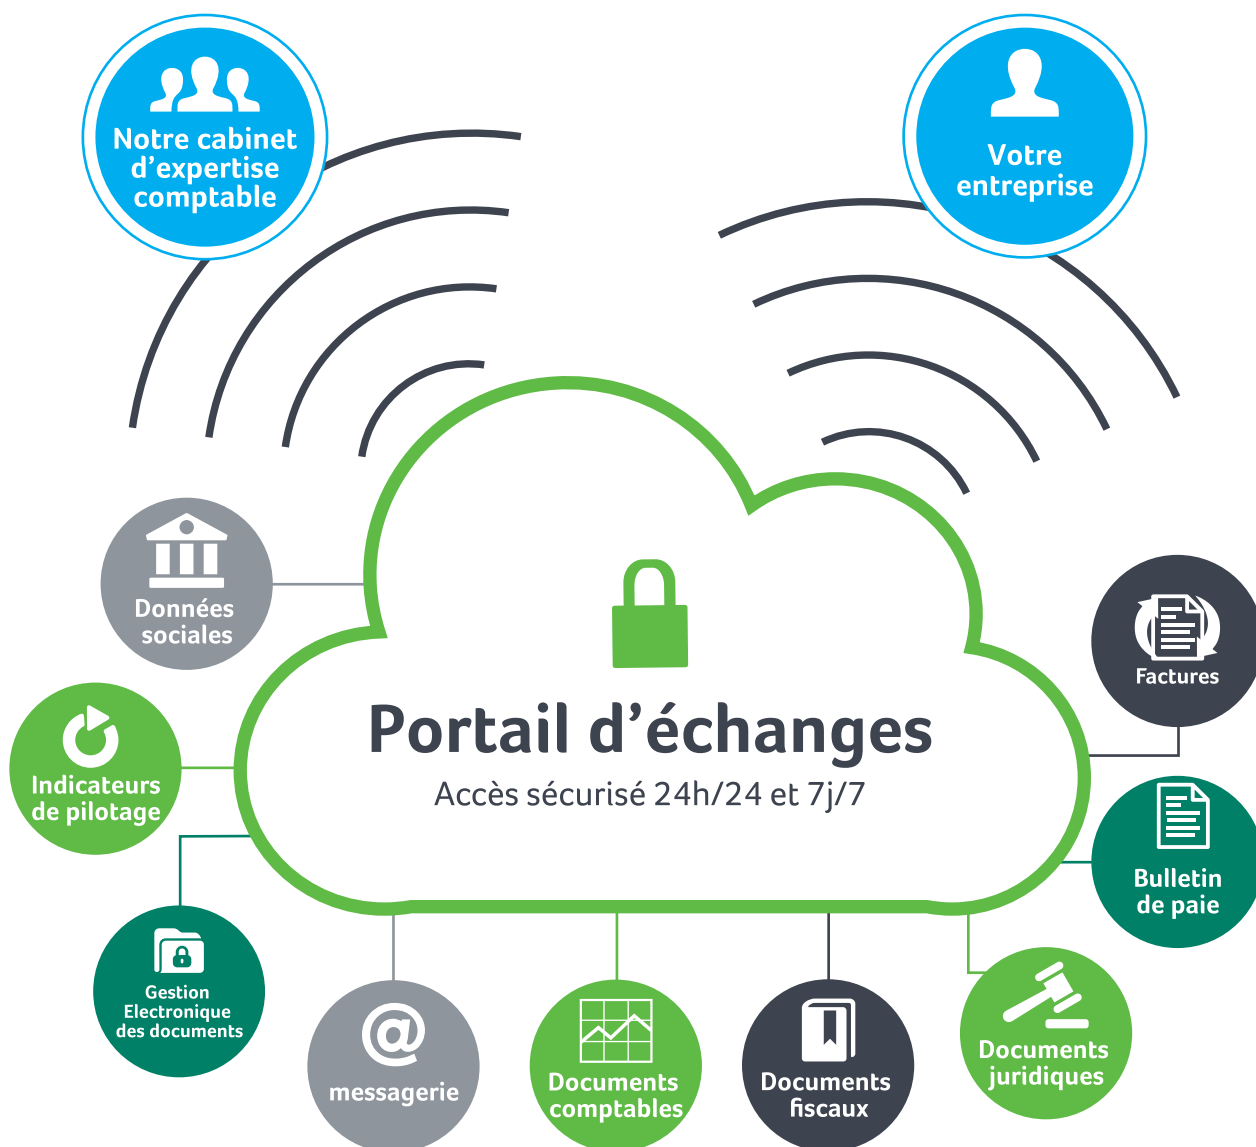 Notre cabinet
d’expertise
comptable
Votre
entreprise
Données
sociales
Factures
Portail d’échanges
Accès sécurisé 24h/24 et 7j/7
Indicateurs
de pilotage
Bulletin
de paie
Gestion
Electronique
des documents
@
messagerie
Documents
comptables
Documents
fiscaux
Documents
juridiques